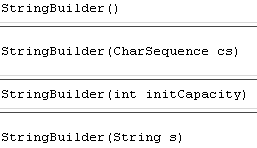 StringBuilder()
StringBuilder(CharSequence cs)
StringBuilder(int initCapacity)
StringBuilder(String s)